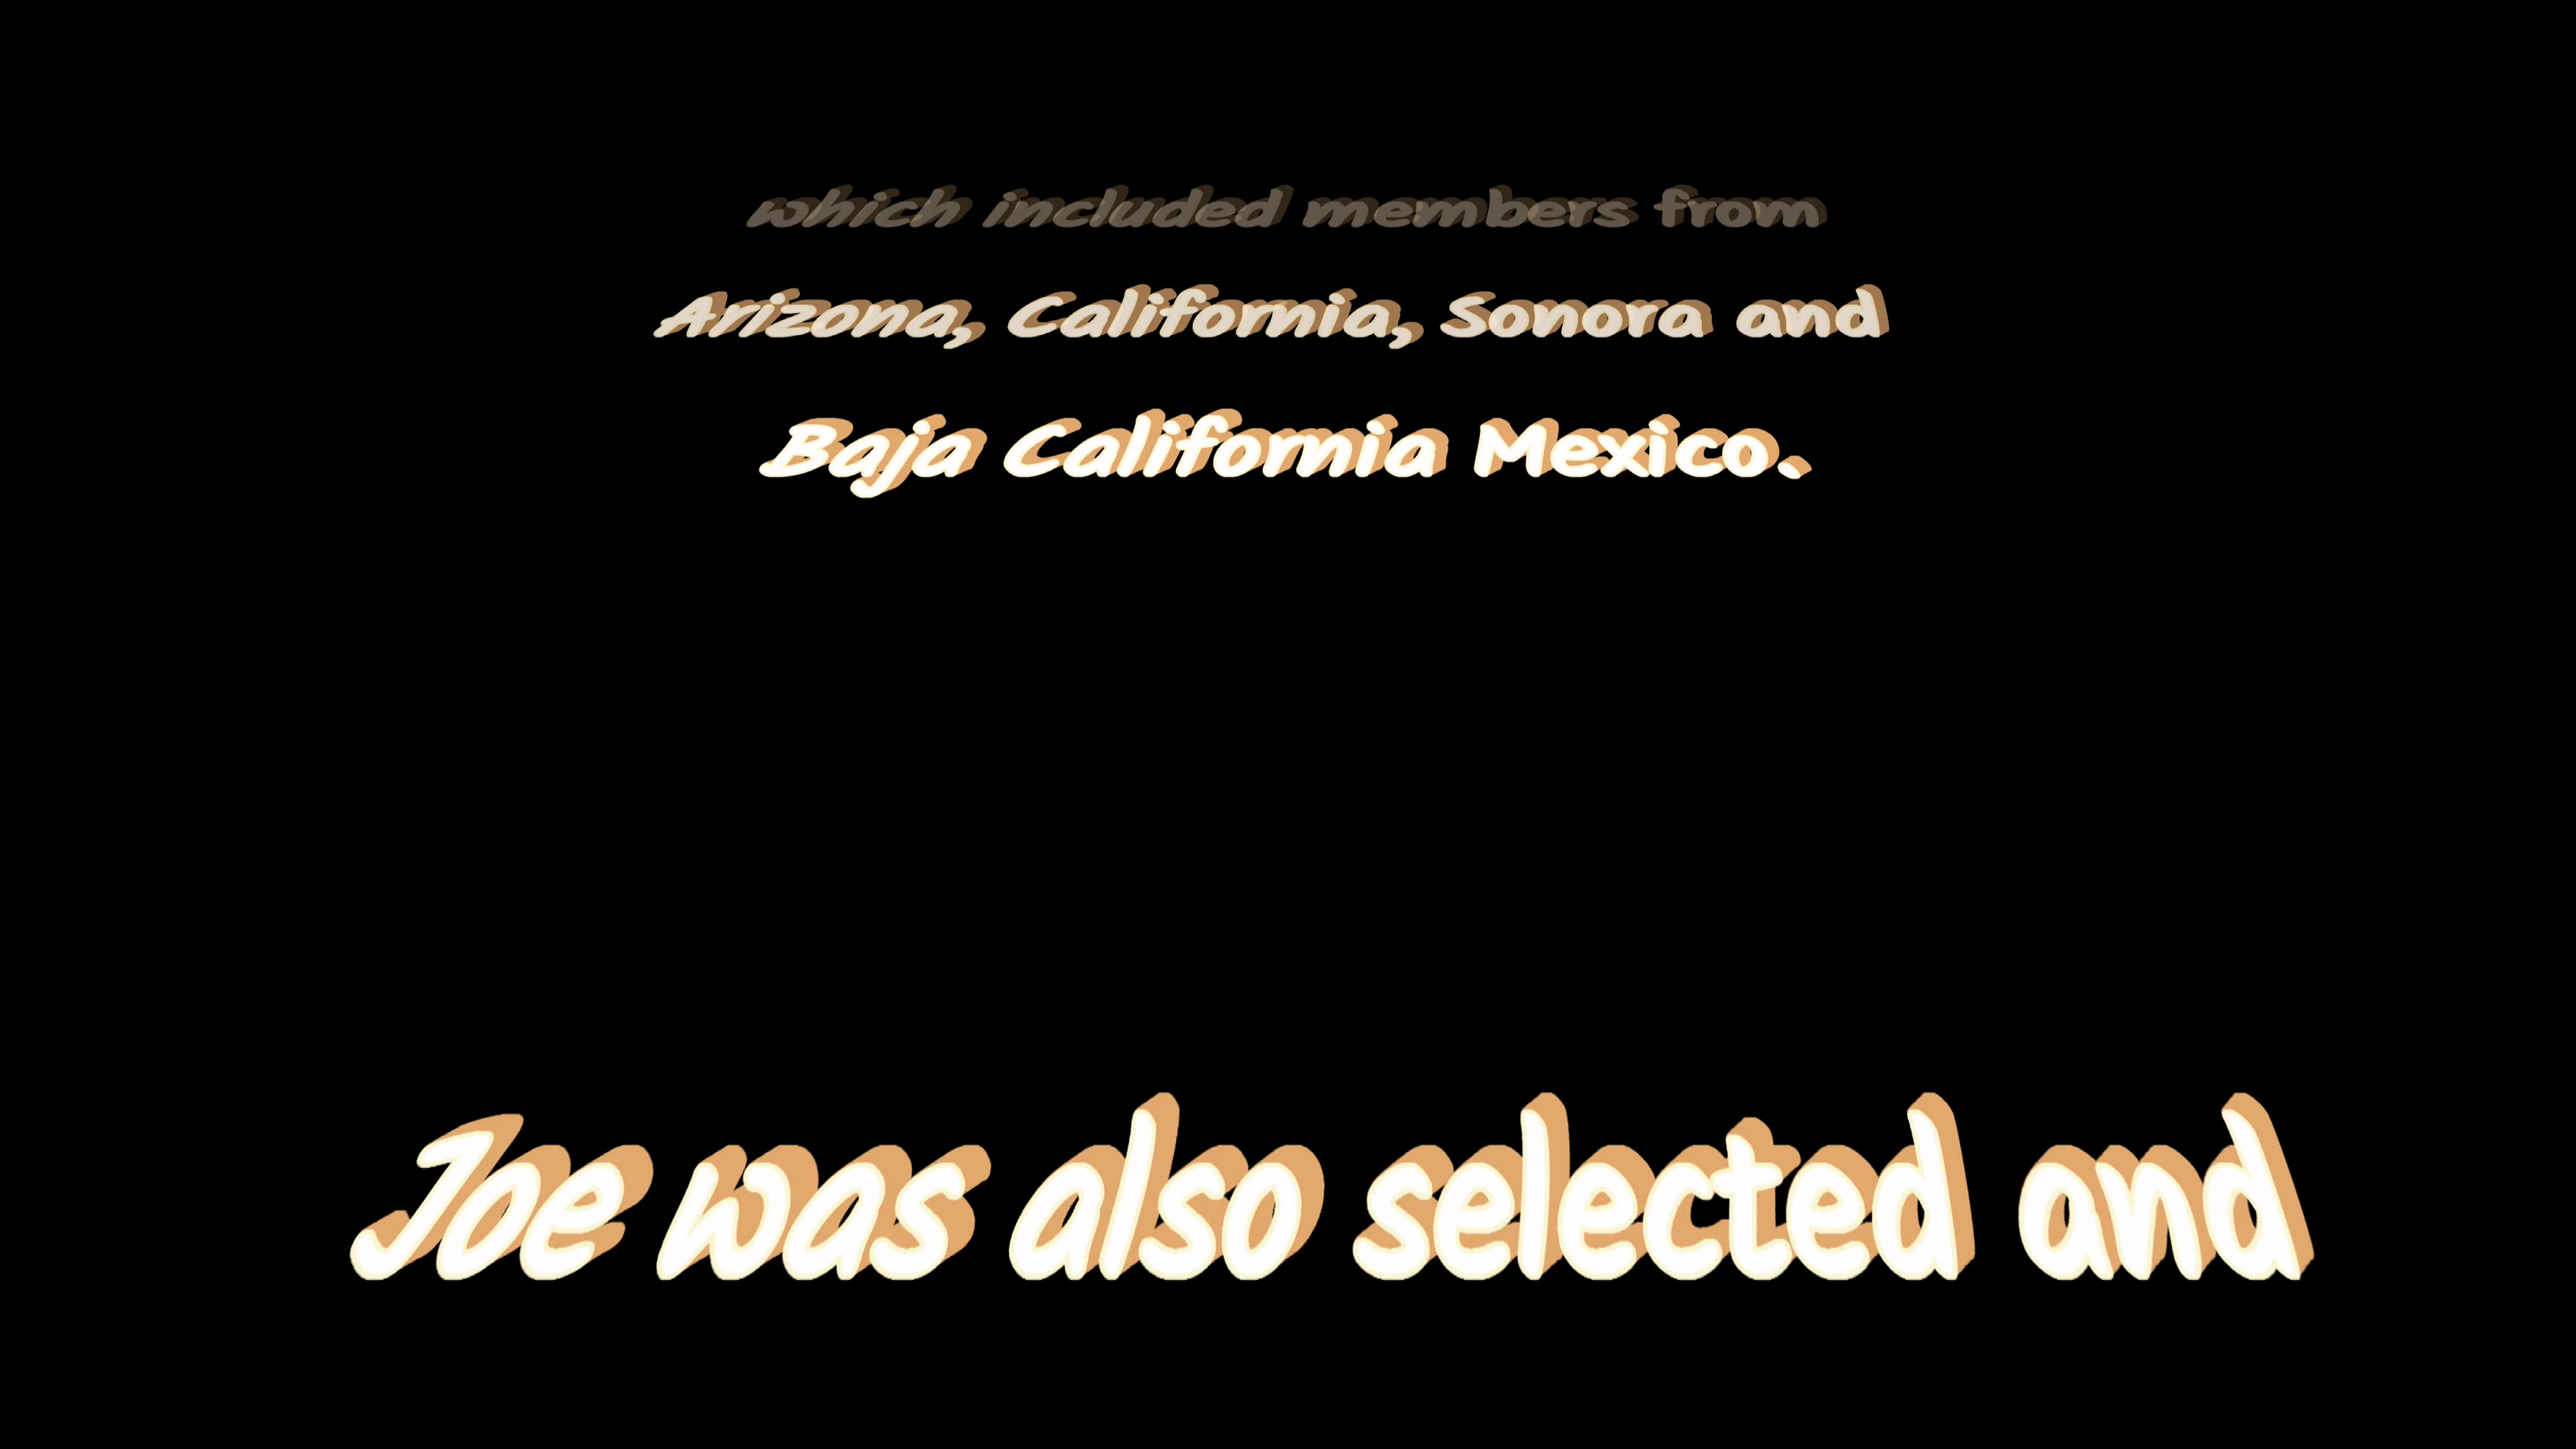 which included members from
Arizona, California, Sonora and
Baja California Mexico.
Joe was also selected and